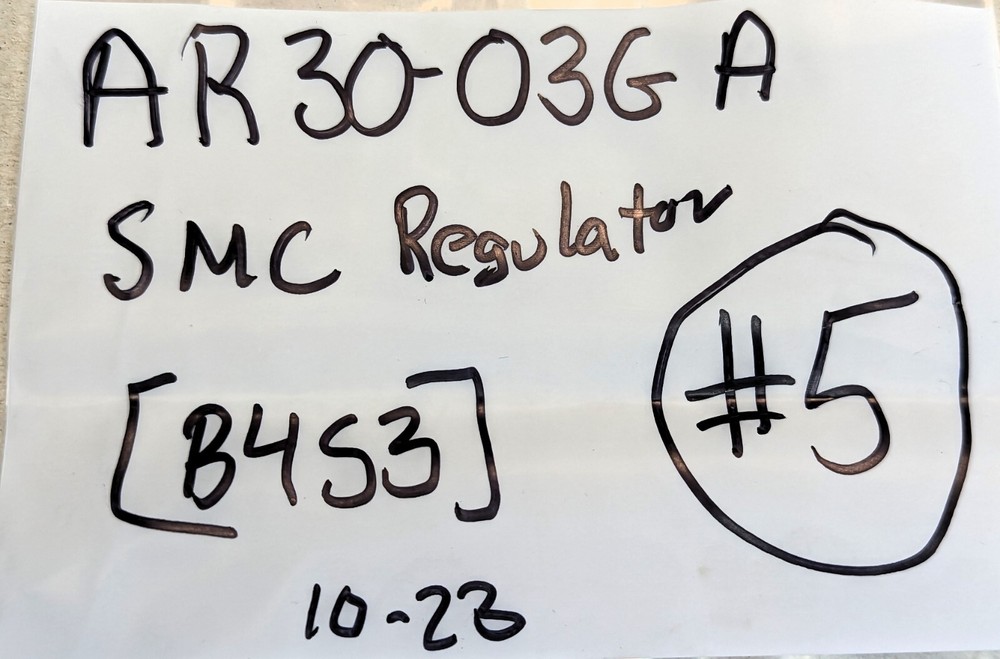 AR30-03G A
SMC Regulator
#5
[B4S3]
10-23